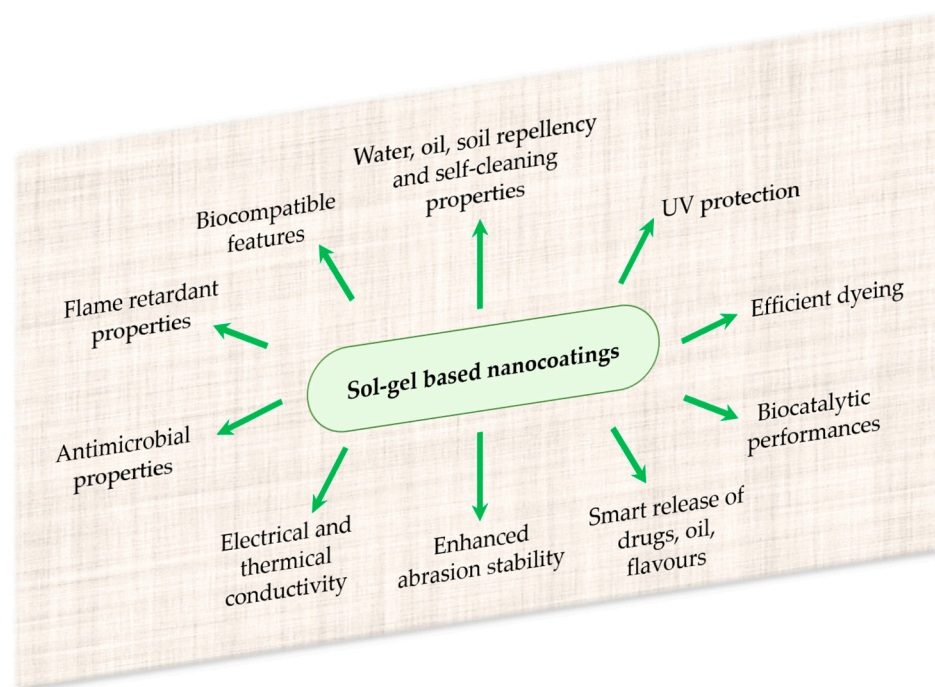 Water, oil, soil repellency
and self-cleaning
properties
UV protection
Biocompatible
features
Efficient dyeing
Flame retardant
properties
Sol-gel based nanocoatings
Biocatalytic
performances
Antimicrobial
properties
Smart release of
drugs, oil,
flavours
Electrical and
thermical
conductivity
Enhanced
abrasion stability